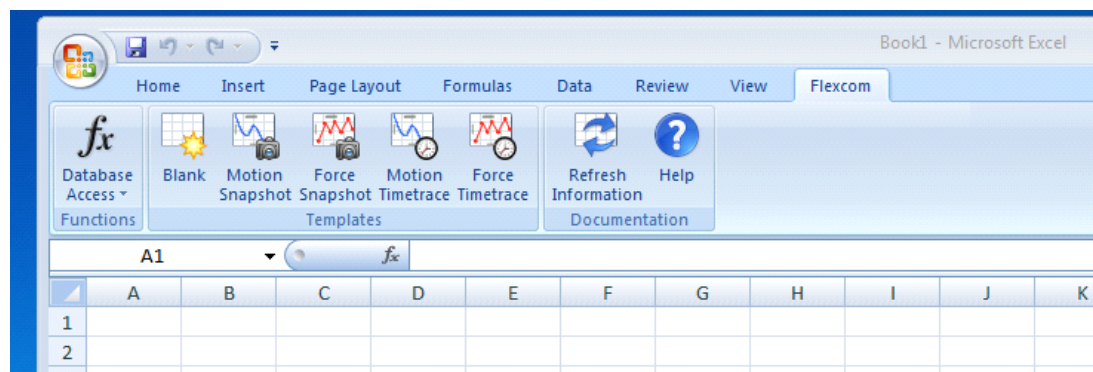 Book1 - Microsoft Excel
Home Insert Page Layout Formulas Data Review View Flexcom
fx
Database Access
Blank
Motion Snapshot
Force Snapshot
Motion Timetrace
Force Timetrace
Refresh Information
? Help
Functions Templates Documentation
A1 fx
A B C D E F G H I J K
1
2